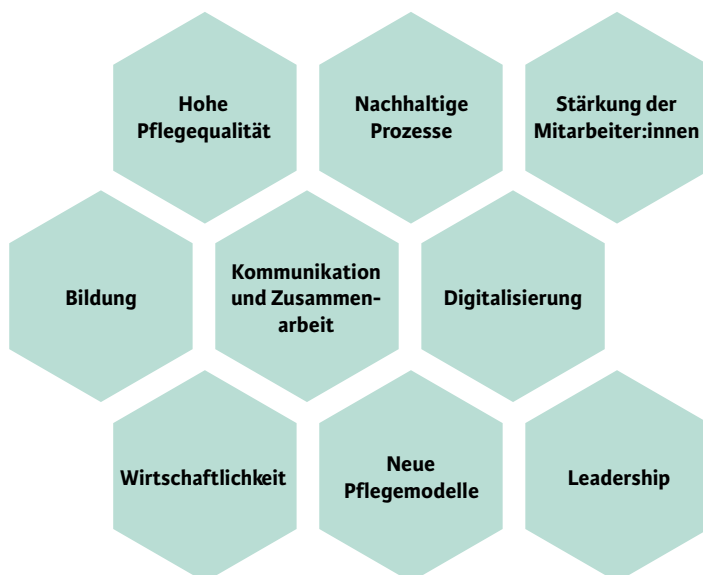 Hohe
Pflegequalität
Nachhaltige
Prozesse
Stärkung der
Mitarbeiter:innen
Bildung
Kommunikation
und Zusammen-
arbeit
Digitalisierung
Wirtschaftlichkeit
Neue
Pflegemodelle
Leadership